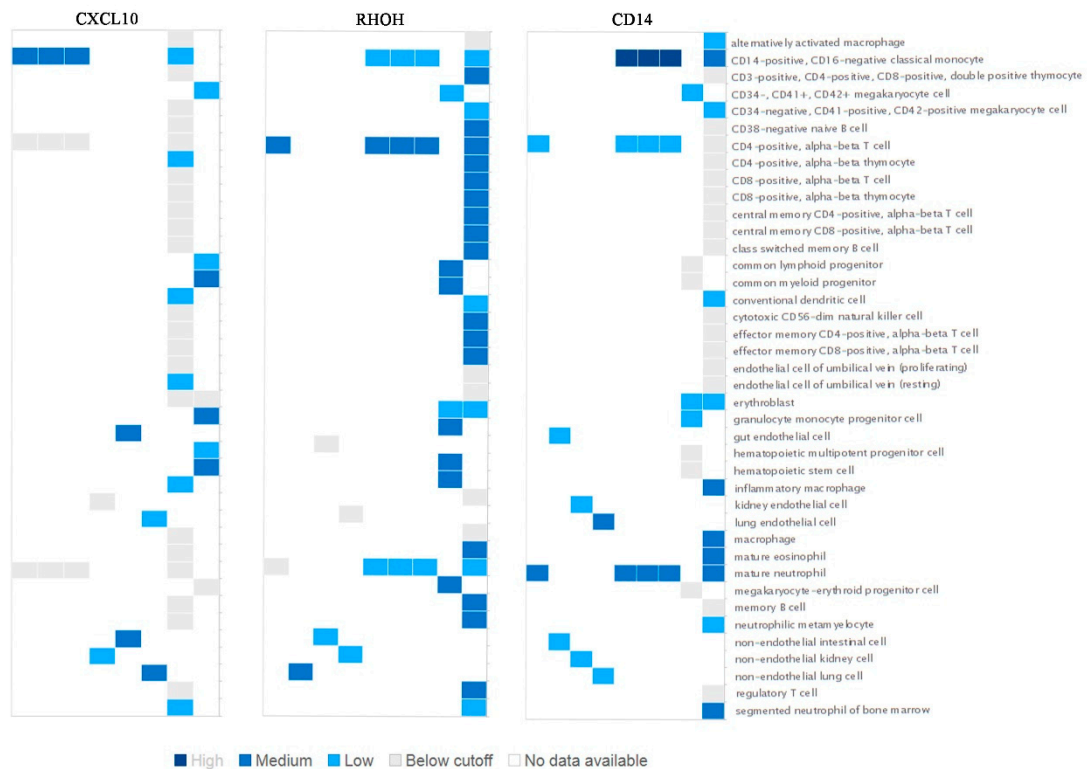 CXCL10 RHOH CD14
alternatively activated macrophage
CD14-positive, CD16-negative classical monocyte
CD3-positive, CD4-positive, CD8-positive, double positive thymocyte
CD34-, CD41+, CD42+ megakaryocyte cell
CD34-negative, CD41-positive, CD42-positive megakaryocyte cell
CD38-negative naive B cell
CD4-positive, alpha-beta T cell
CD4-positive, alpha-beta thymocyte
CD8-positive, alpha-beta T cell
CD8-positive, alpha-beta thymocyte
central memory CD4-positive, alpha-beta T cell
central memory CD8-positive, alpha-beta T cell
class switched memory B cell
common lymphoid progenitor
common myeloid progenitor
conventional dendritic cell
cytotoxic CD56-dim natural killer cell
effector memory CD4-positive, alpha-beta T cell
effector memory CD8-positive, alpha-beta T cell
endothelial cell of umbilical vein (proliferating)
endothelial cell of umbilical vein (resting)
erythroblast
granulocyte monocyte progenitor cell
gut endothelial cell
hematopoietic multipotent progenitor cell
hematopoietic stem cell
inflammatory macrophage
kidney endothelial cell
lung endothelial cell
macrophage
mature eosinophil
mature neutrophil
megakaryocyte-erythroid progenitor cell
memory B cell
neutrophilic metamyelocyte
non-endothelial intestinal cell
non-endothelial kidney cell
non-endothelial lung cell
regulatory T cell
segmented neutrophil of bone marrow
High Medium Low Below cutoff No data available